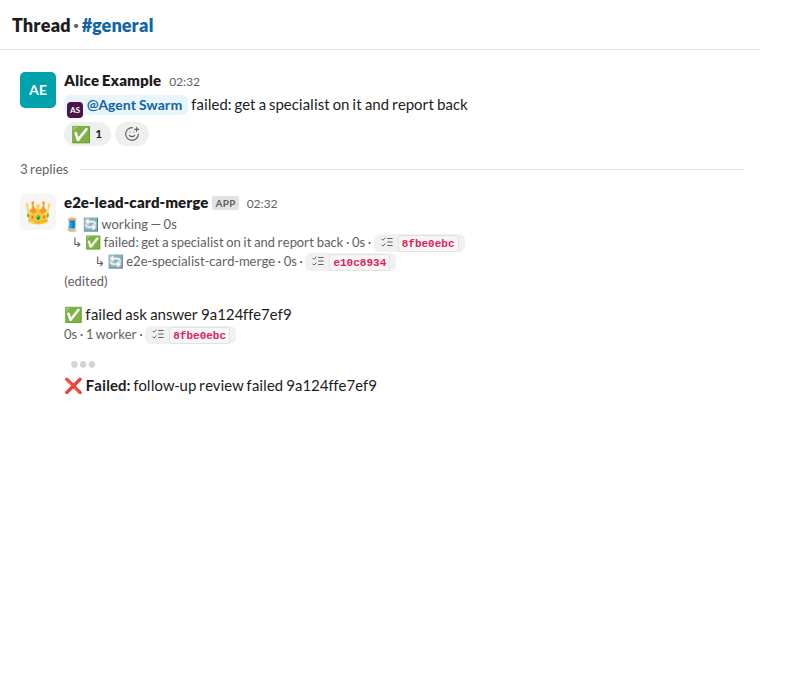 Thread · #general
AE
Alice Example 02:32
AS @Agent Swarm failed: get a specialist on it and report back
✅ 1
3 replies
e2e-lead-card-merge APP 02:32
🧵 🔄 working — 0s
↳ ✅ failed: get a specialist on it and report back · 0s · 8fbe0ebc
↳ 🔄 e2e-specialist-card-merge · 0s · e10c8934
(edited)
✅ failed ask answer 9a124ffe7ef9
0s · 1 worker · 8fbe0ebc
❌ Failed: follow-up review failed 9a124ffe7ef9